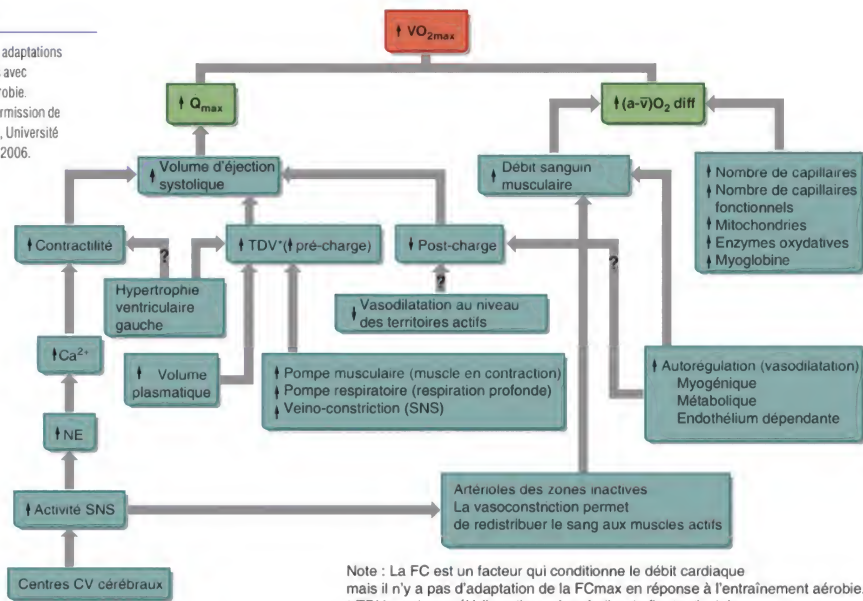 adaptations
avec
robie.
rmission de
, Université
2006.
↑ VO2max
↑ Qmax
↑ (a-v̅)O2 diff
↑ Volume d'éjection
systolique
↑ Débit sanguin
musculaire
↑ Nombre de capillaires
↑ Nombre de capillaires
fonctionnels
↑ Mitochondries
↑ Enzymes oxydatives
↑ Myoglobine
↑ Contractilité
?
↑ TDV*(↑ pré-charge)
↓ Post-charge
?
?
Hypertrophie
ventriculaire
gauche
↓ Vasodilatation au niveau
des territoires actifs
↑ Ca2+
↑ Volume
plasmatique
↑ Pompe musculaire (muscle en contraction)
↑ Pompe respiratoire (respiration profonde)
↑ Veino-constriction (SNS)
↑ Autorégulation (vasodilatation)
Myogénique
Métabolique
Endothélium dépendante
↑ NE
↑ Activité SNS
Artérioles des zones inactives
La vasoconstriction permet
de redistribuer le sang aux muscles actifs
Centres CV cérébraux
Note : La FC est un facteur qui conditionne le débit cardiaque
mais il n'y a pas d'adaptation de la FCmax en réponse à l'entraînement aérobie